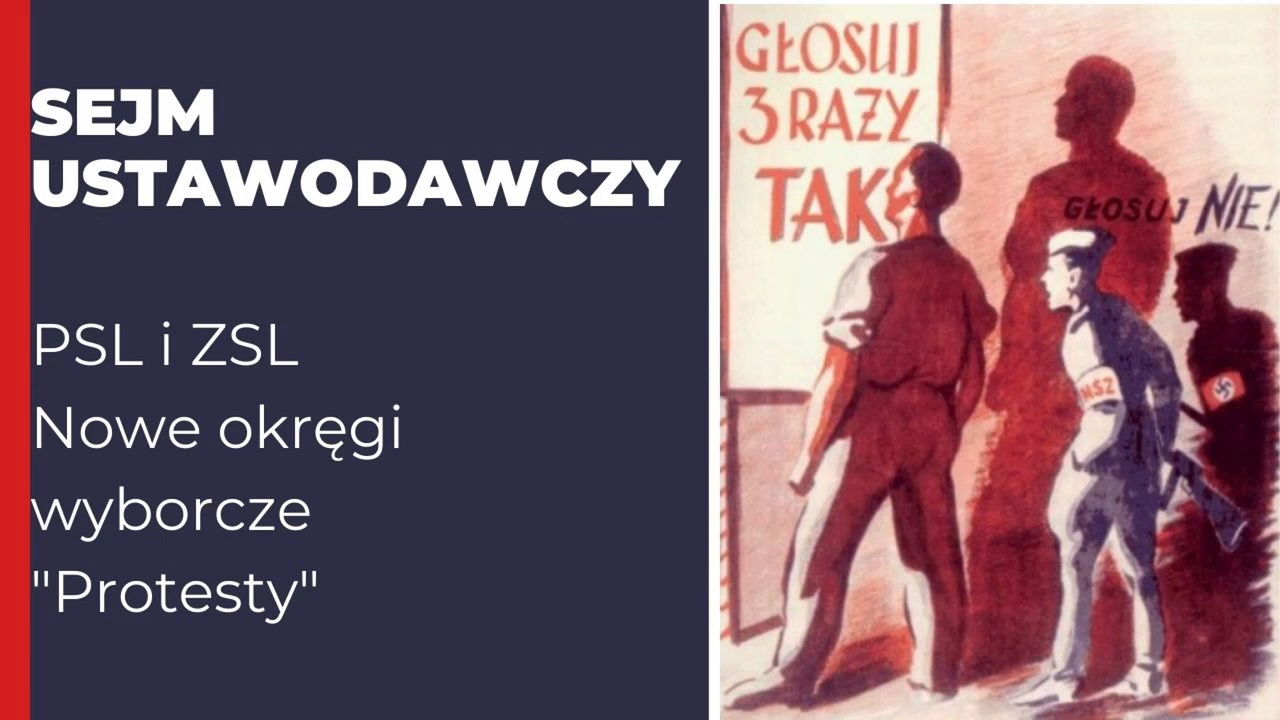 SEJM
USTAWODAWCZY
PSL i ZSL
Nowe okręgi
wyborcze
"Protesty"
GŁOSUJ
3 RAZY
TAK
GŁOSUJ NIE!
NSZ